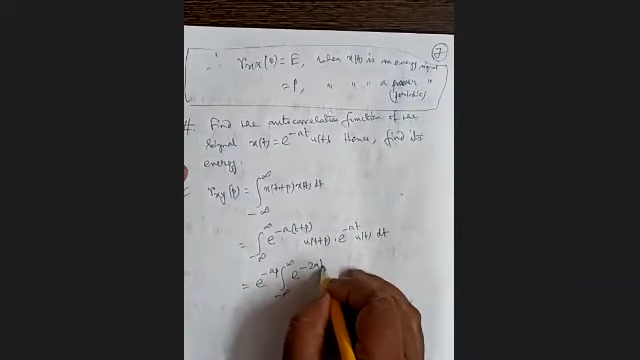 7
∴ rxx(0) = E, when x(t) is an energy signal
= P, " " " a power "
(periodic)
#. Find the autocorrelation function of the
signal x(t) = e^{-at} u(t). Hence, find its
energy.
rxy(p) = ∫_{-∞}^{∞} x(t+p) x(t) dt
= ∫_{-∞}^{∞} e^{-a(t+p)} u(t+p) · e^{-at} u(t) dt
= e^{-ap} ∫_{-∞}^{∞} e^{-2a